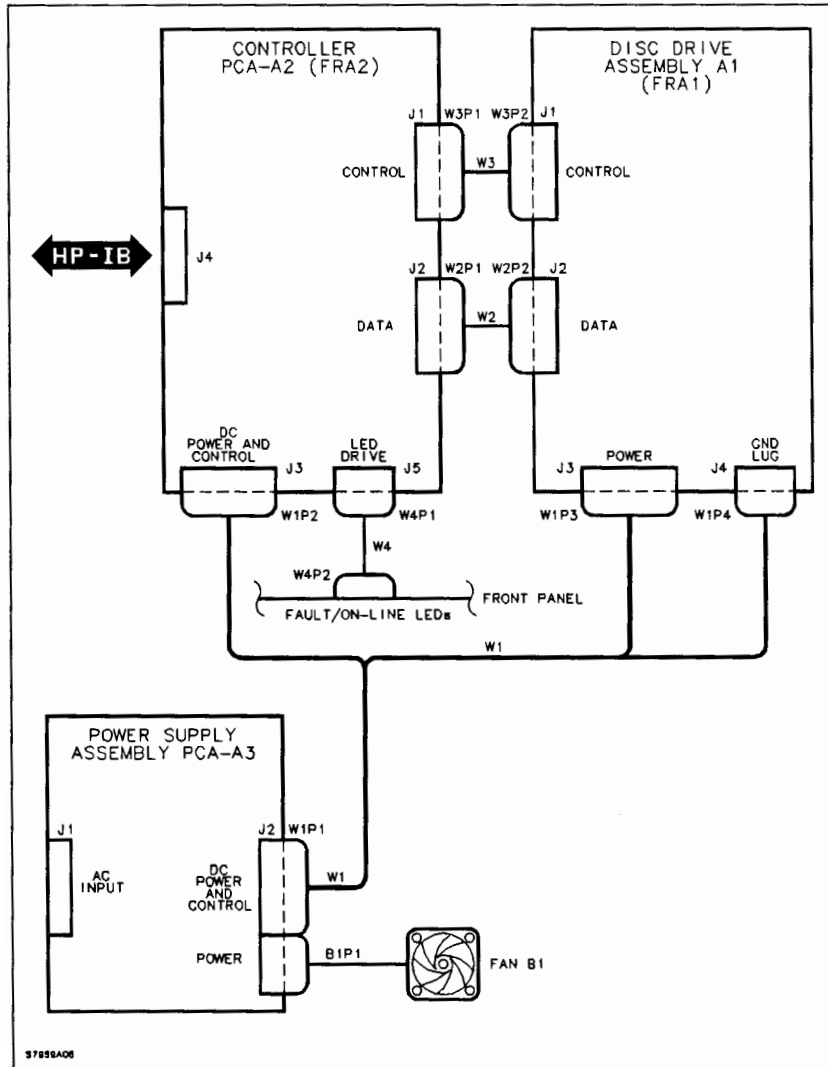 CONTROLLER
PCA-A2 (FRA2)
DISC DRIVE
ASSEMBLY A1
(FRA1)
J1 W3P1 W3P2 J1
CONTROL W3 CONTROL
HP-IB
J4
J2 W2P1 W2P2 J2
DATA W2 DATA
DC
POWER AND
CONTROL
J3
LED
DRIVE
J5
J3
POWER
J4
GND
LUG
W1P2
W4P1
W1P3
W1P4
W4
W4P2
FRONT PANEL
FAULT/ON-LINE LEDs
W1
POWER SUPPLY
ASSEMBLY PCA-A3
J1
AC
INPUT
J2 W1P1
DC
POWER
AND
CONTROL
W1
POWER
B1P1
FAN B1